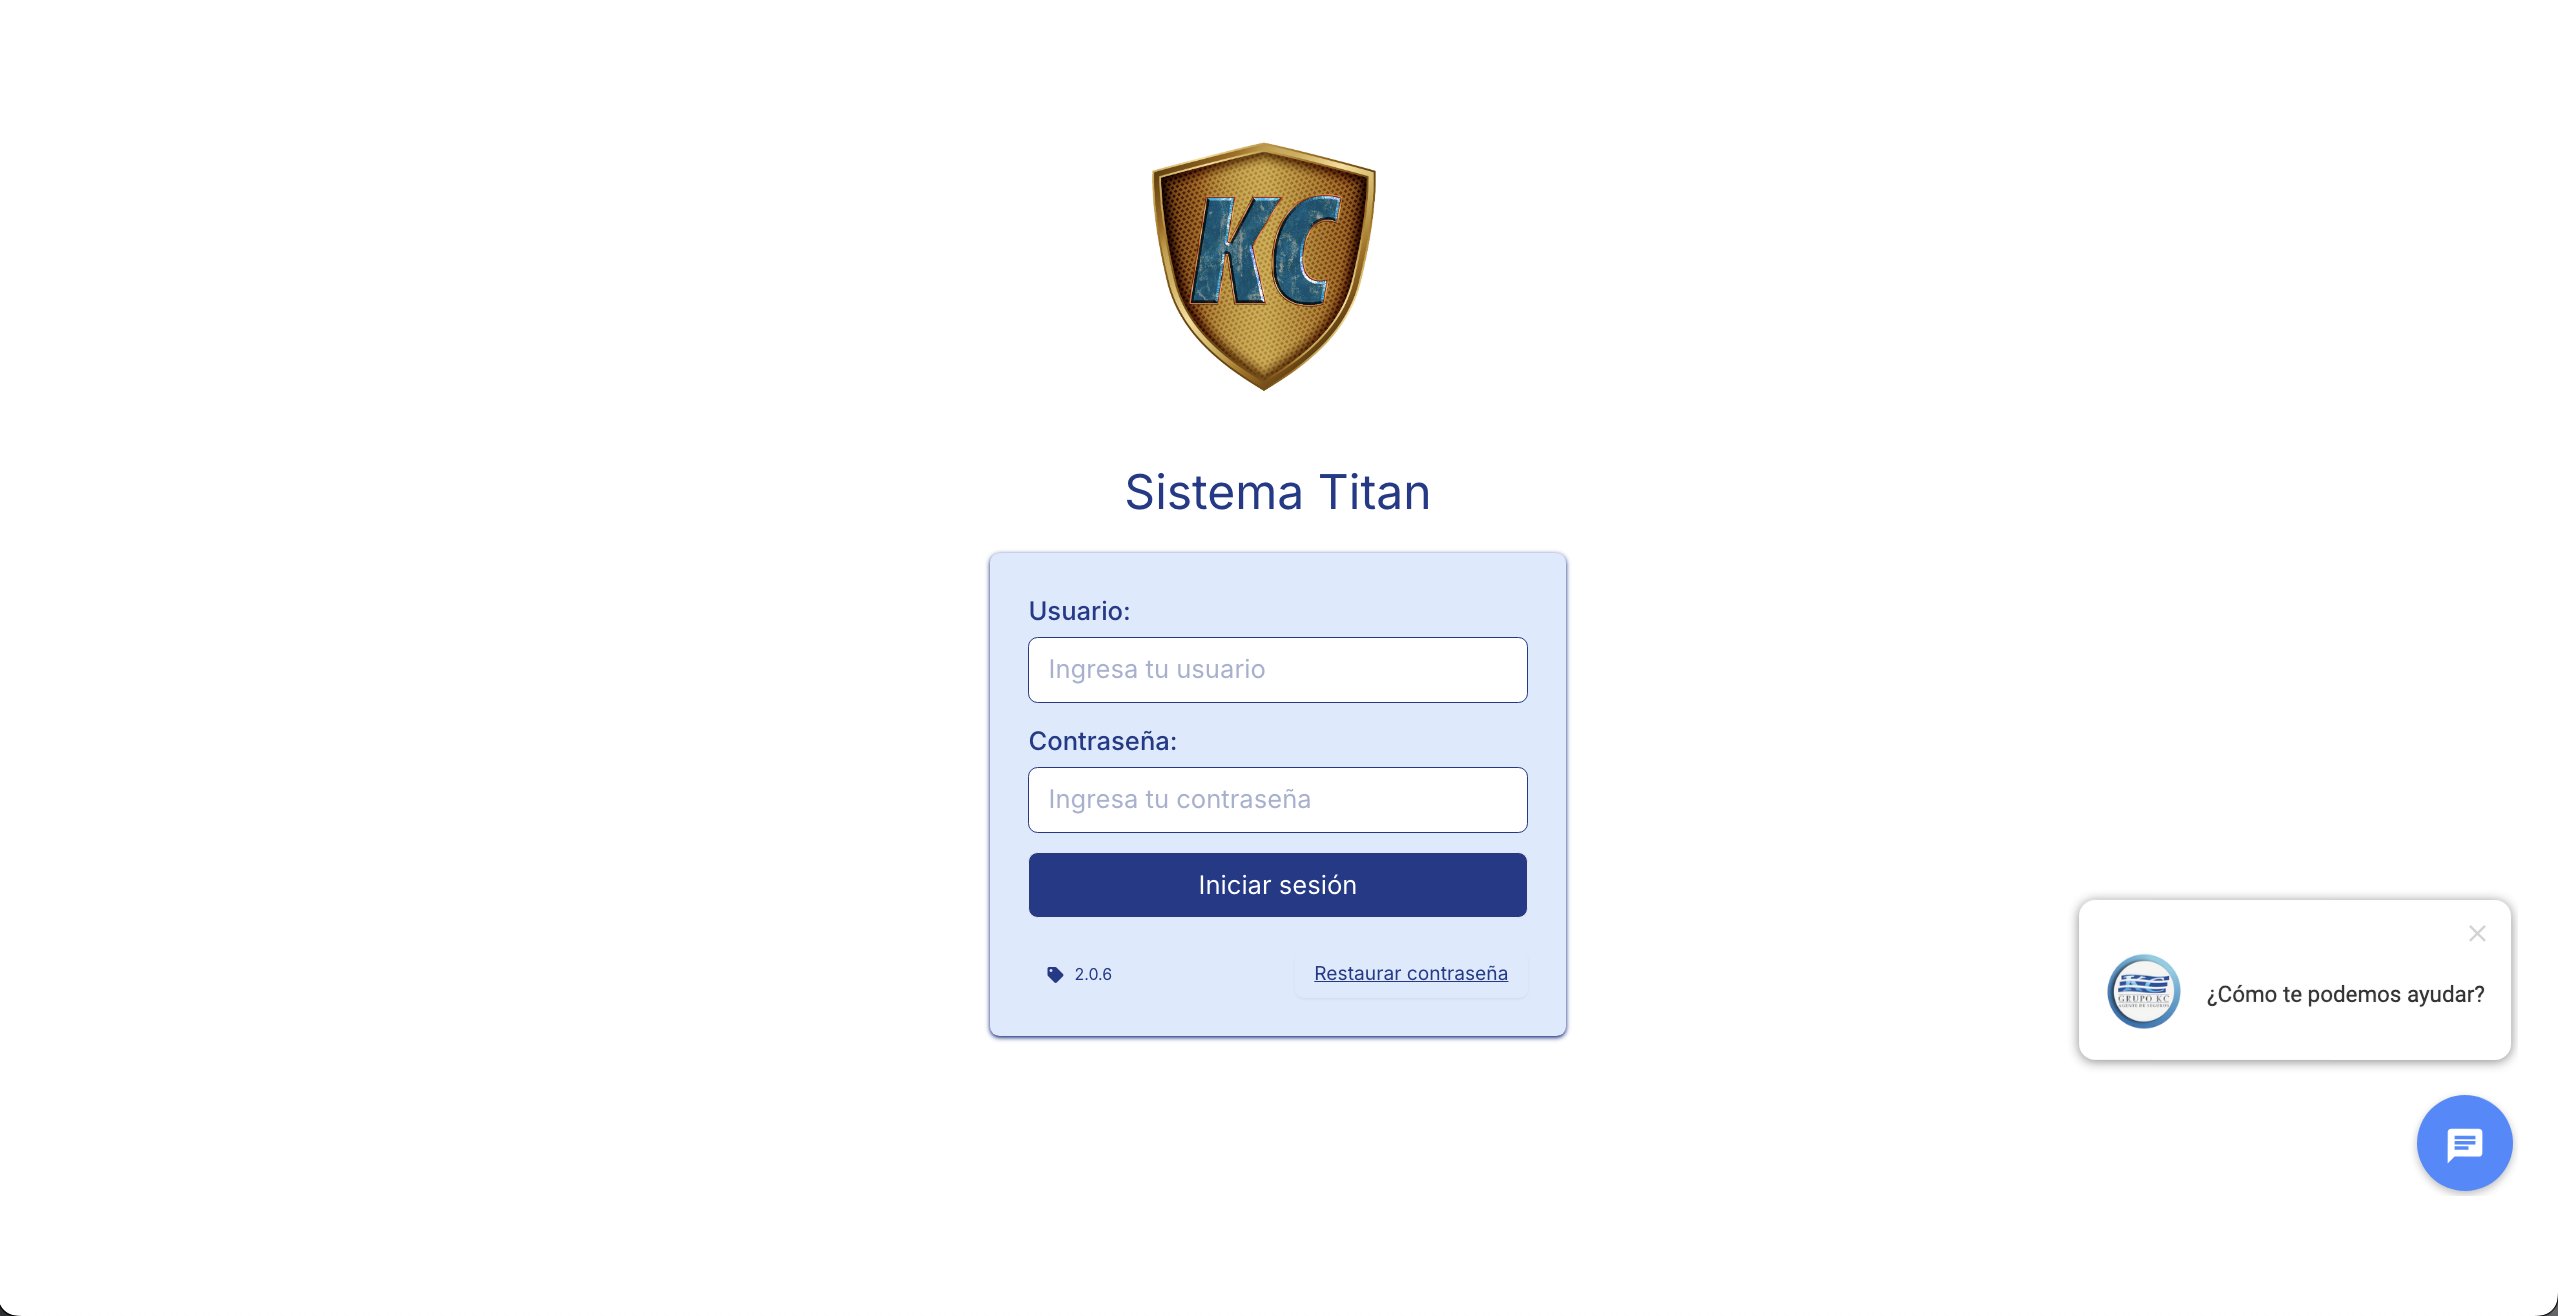 KC
Sistema Titan
Usuario:
Ingresa tu usuario
Contraseña:
Ingresa tu contraseña
Iniciar sesión
2.0.6
Restaurar contraseña
KC
GRUPO KC
¿Cómo te podemos ayudar?